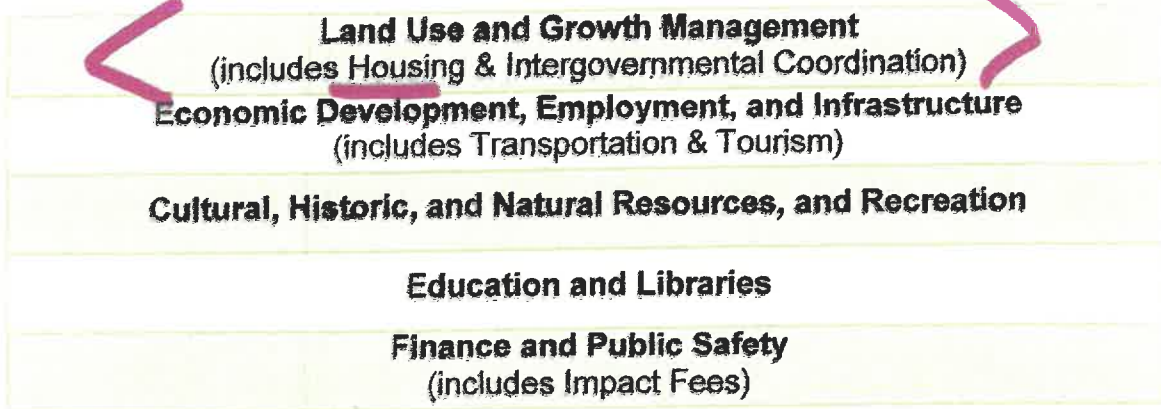 Land Use and Growth Management
(includes Housing & Intergovernmental Coordination)
Economic Development, Employment, and Infrastructure
(includes Transportation & Tourism)
Cultural, Historic, and Natural Resources, and Recreation
Education and Libraries
Finance and Public Safety
(includes Impact Fees)